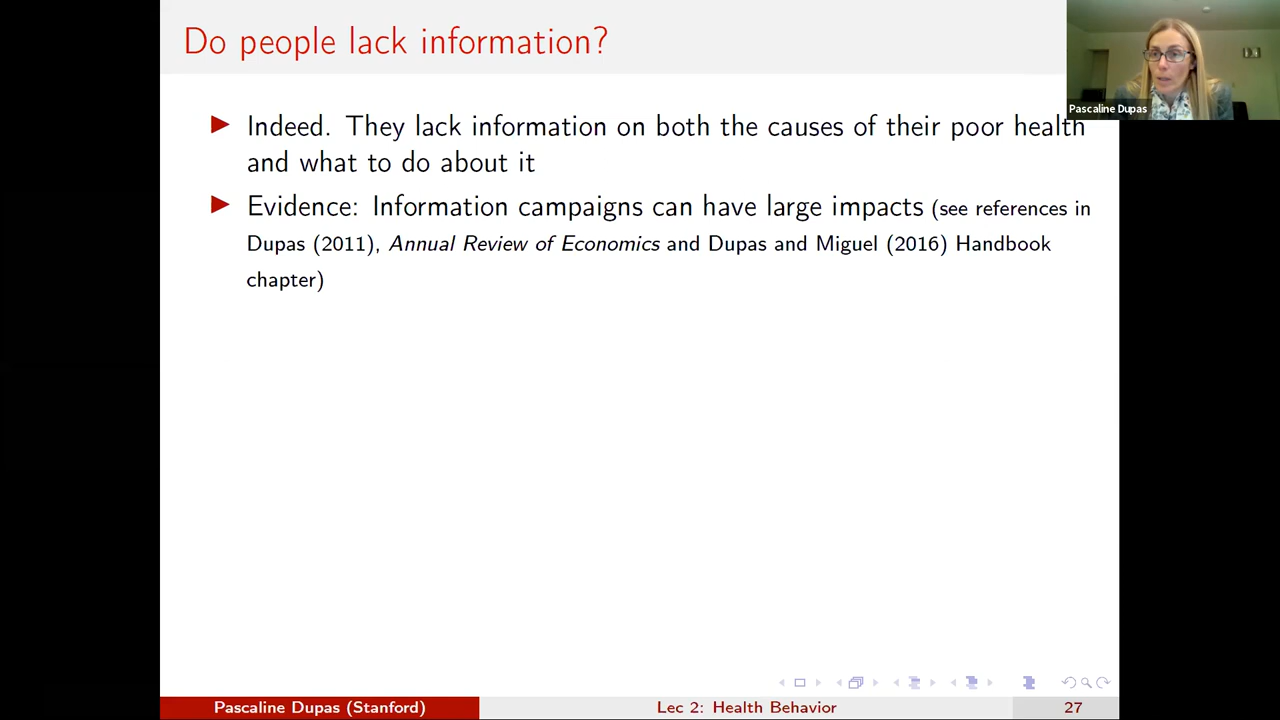 Do people lack information?
Pascaline Dupas
Indeed. They lack information on both the causes of their poor health
and what to do about it
Evidence: Information campaigns can have large impacts (see references in
Dupas (2011), Annual Review of Economics and Dupas and Miguel (2016) Handbook
chapter)
Pascaline Dupas (Stanford)
Lec 2: Health Behavior
27